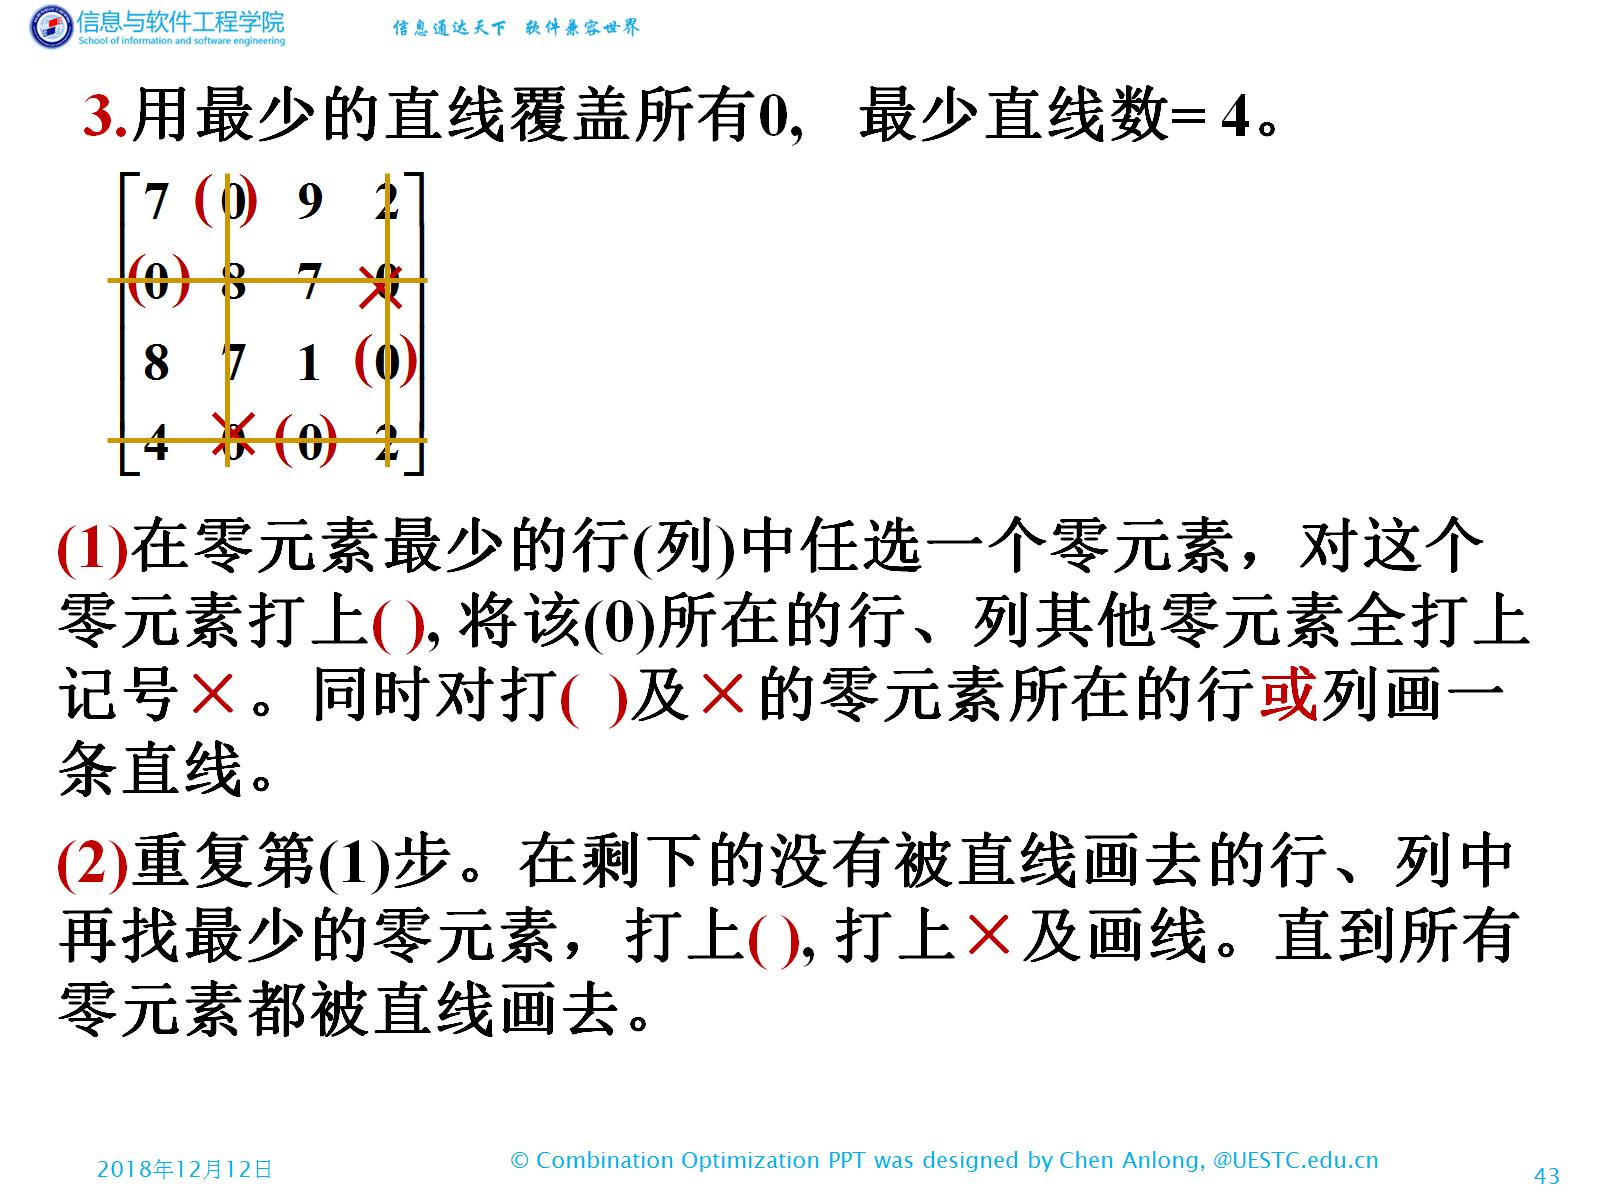 信息与软件工程学院
School of information and software engineering
信息通达天下 软件兼容世界
3.用最少的直线覆盖所有0, 最少直线数= 4。
7 (0) 9 2
(0) 8 7 0
8 7 1 (0)
4 0 (0) 2
(1)在零元素最少的行(列)中任选一个零元素，对这个
零元素打上( ), 将该(0)所在的行、列其他零元素全打上
记号×。同时对打( )及×的零元素所在的行或列画一
条直线。
(2)重复第(1)步。在剩下的没有被直线画去的行、列中
再找最少的零元素，打上( ), 打上×及画线。直到所有
零元素都被直线画去。
2018年12月12日
© Combination Optimization PPT was designed by Chen Anlong, @UESTC.edu.cn
43